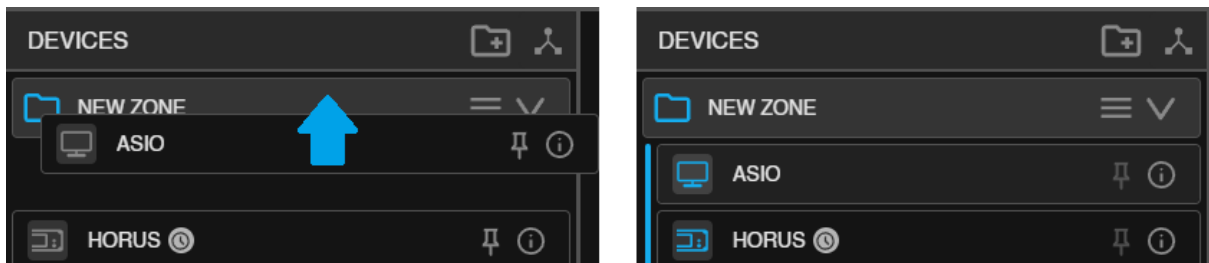 DEVICES
NEW ZONE
ASIO
HORUS
DEVICES
NEW ZONE
ASIO
HORUS